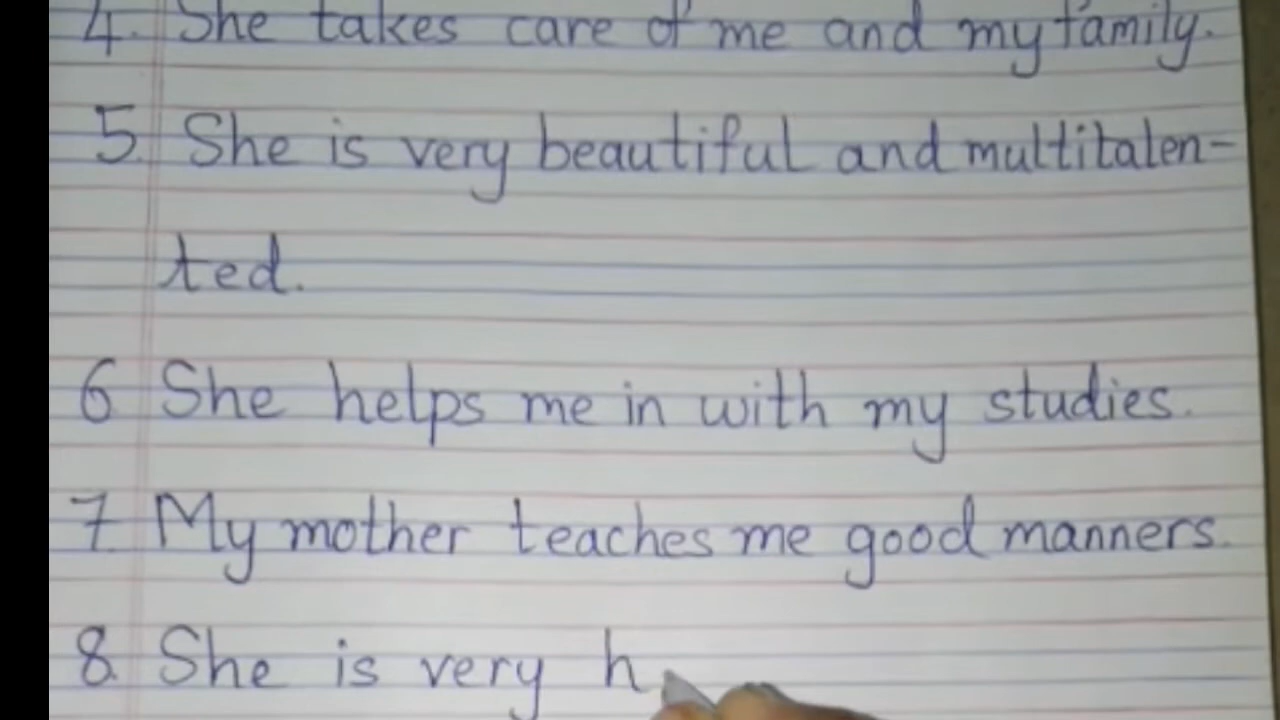 4. She takes care of me and my family.
5. She is very beautiful and multitalen-
ted.
6 She helps me in with my studies.
7. My mother teaches me good manners.
8. She is very h